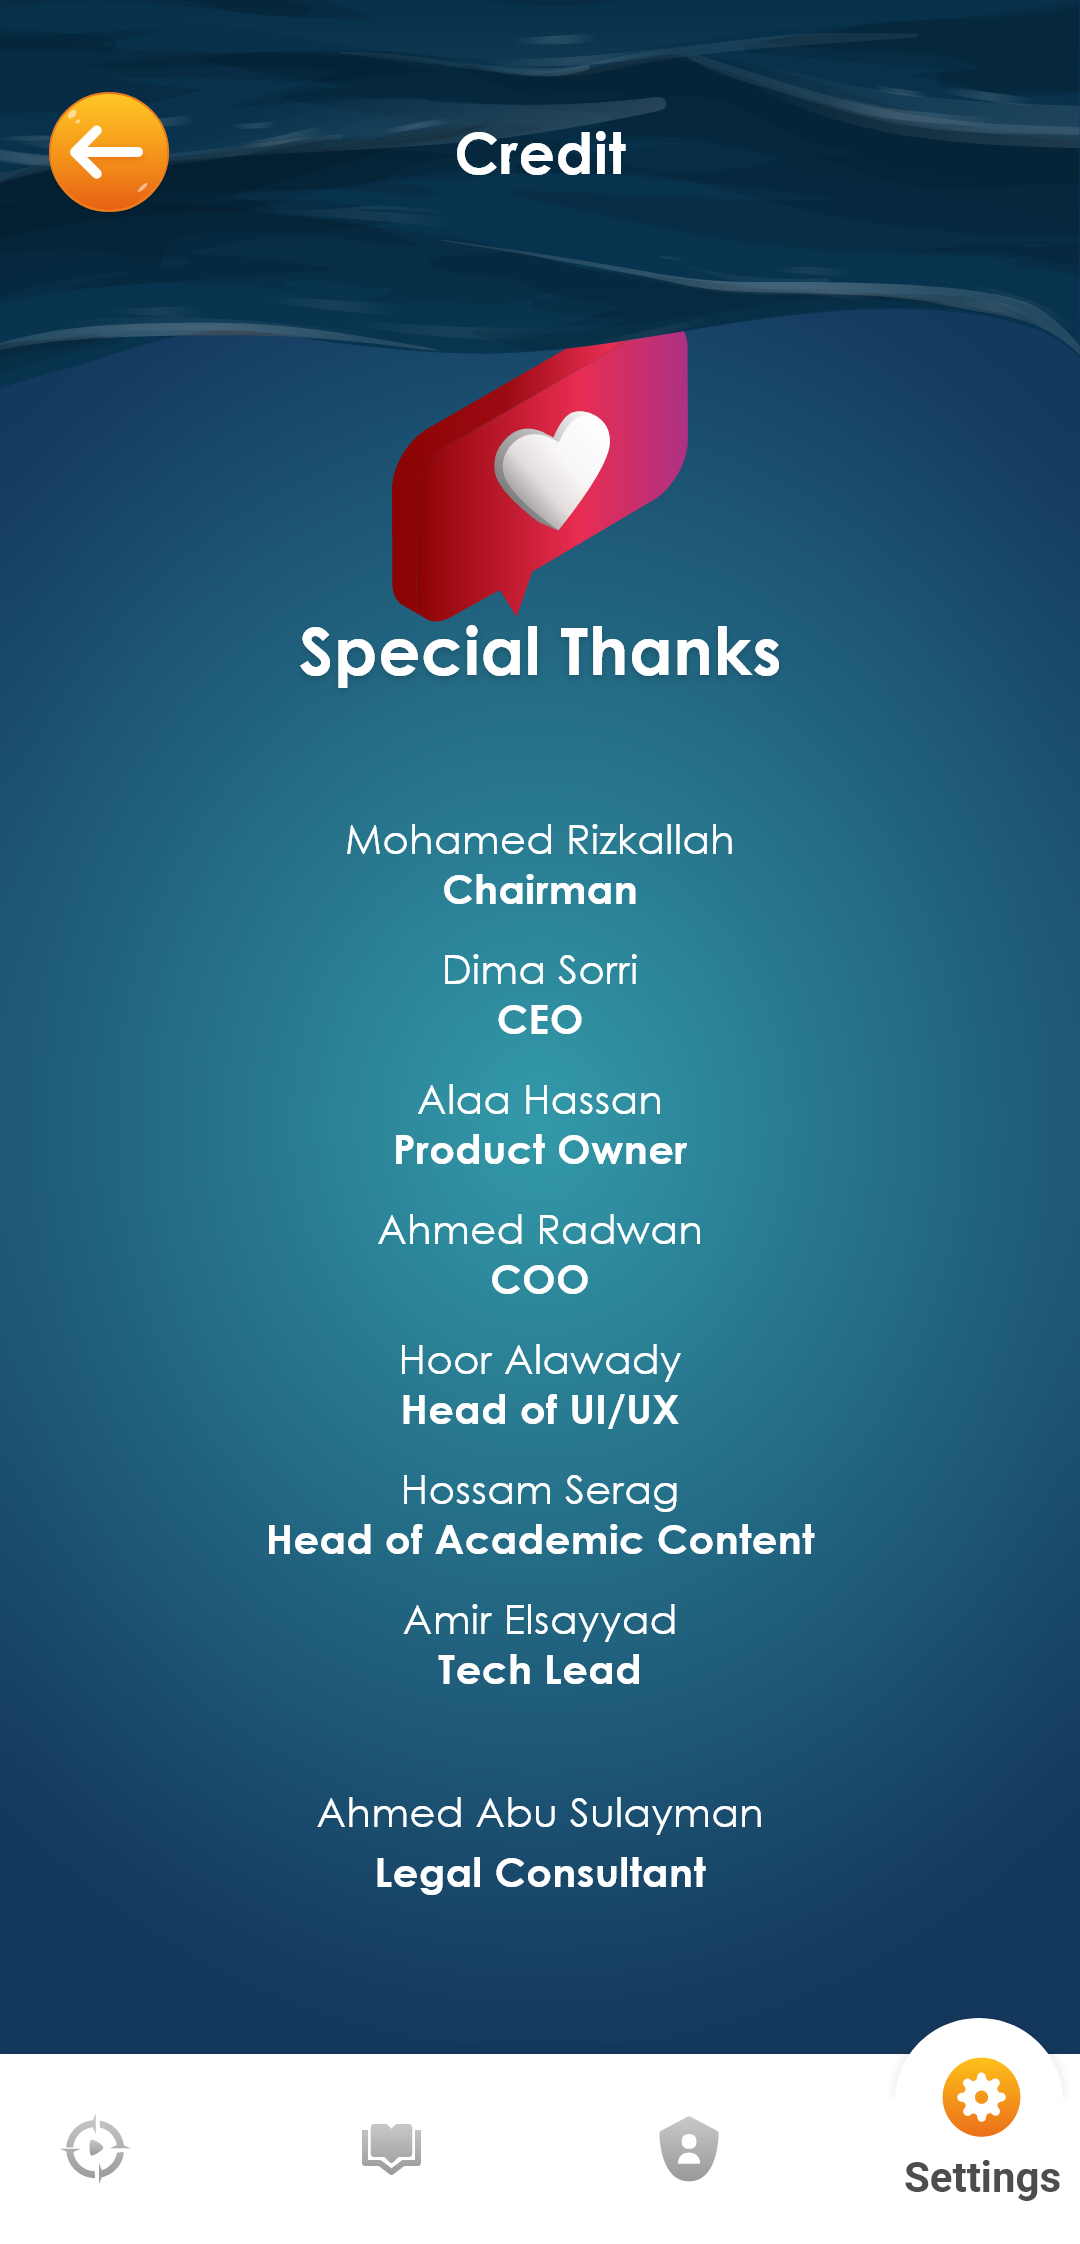 Credit
Special Thanks
Mohamed Rizkallah
Chairman
Dima Sorri
CEO
Alaa Hassan
Product Owner
Ahmed Radwan
COO
Hoor Alawady
Head of UI/UX
Hossam Serag
Head of Academic Content
Amir Elsayyad
Tech Lead
Ahmed Abu Sulayman
Legal Consultant
Settings